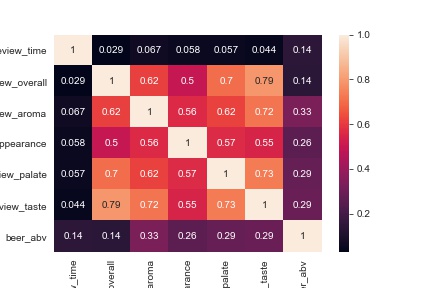 eview_time 1 0.029 0.067 0.058 0.057 0.044 0.14
ew_overall 0.029 1 0.62 0.5 0.7 0.79 0.14
ew_aroma 0.067 0.62 1 0.56 0.62 0.72 0.33
ppearance 0.058 0.5 0.56 1 0.57 0.55 0.26
iew_palate 0.057 0.7 0.62 0.57 1 0.73 0.29
iew_taste 0.044 0.79 0.72 0.55 0.73 1 0.29
beer_abv 0.14 0.14 0.33 0.26 0.29 0.29 1
w_time overall aroma arance palate _taste r_abv
1.0
0.8
0.6
0.4
0.2